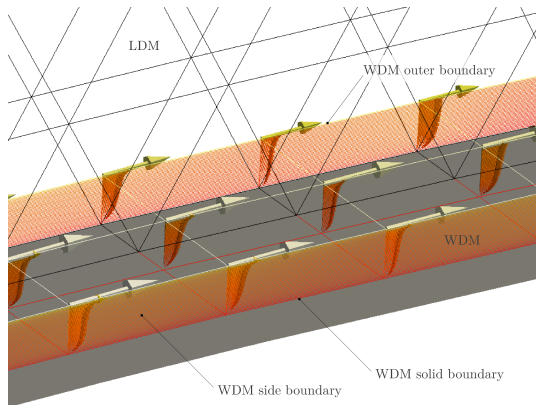 LDM
WDM outer boundary
WDM
WDM solid boundary
WDM side boundary